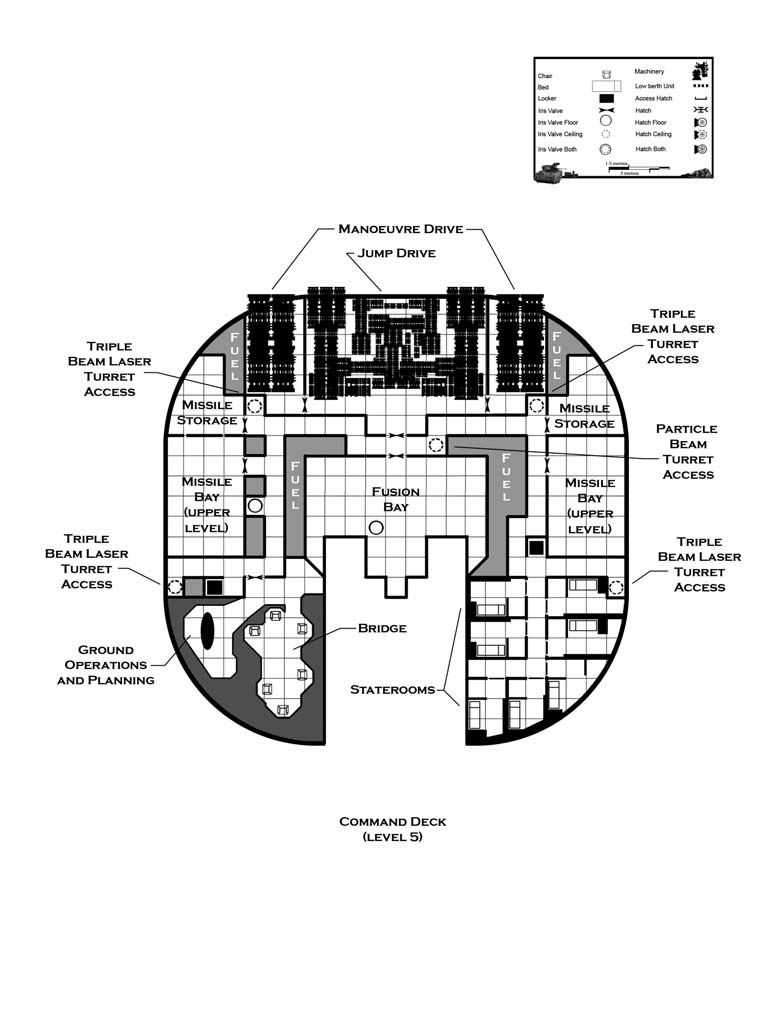 Chair
Machinery
Bed
Low berth Unit
Locker
Access Hatch
Iris Valve
Hatch
Iris Valve Floor
Hatch Floor
Iris Valve Ceiling
Hatch Ceiling
Iris Valve Both
Hatch Both
1.5 metres
3 metres
Manoeuvre Drive
Jump Drive
Triple
Beam Laser
Turret
Access
Triple
Beam Laser
Turret
Access
Fuel
Fuel
Missile
Storage
Missile
Storage
Particle
Beam
Turret
Access
Fuel
Fuel
Missile
Bay
(upper
level)
Fusion
Bay
Missile
Bay
(upper
level)
Triple
Beam Laser
Turret
Access
Triple
Beam Laser
Turret
Access
Ground
Operations
and Planning
Bridge
Staterooms
Command Deck
(level 5)